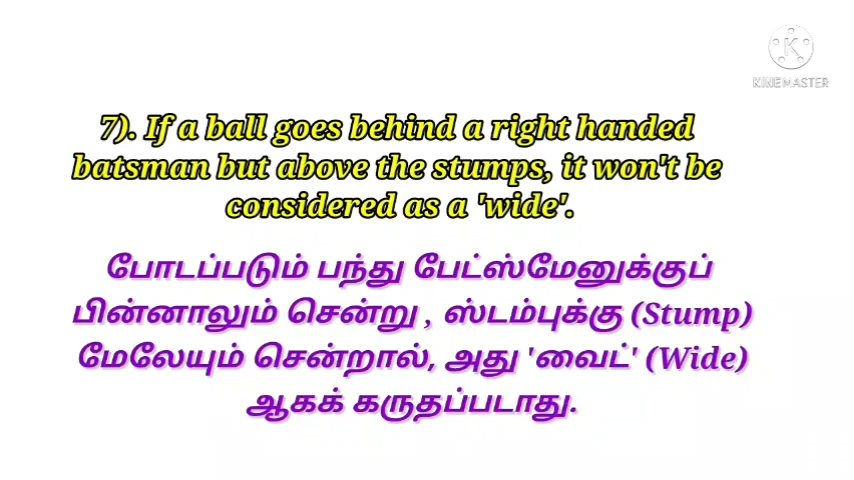 K
KINEMASTER
7). If a ball goes behind a right handed
batsman but above the stumps, it won't be
considered as a 'wide'.
போடப்படும் பந்து பேட்ஸ்மேனுக்குப்
பின்னாலும் சென்று , ஸ்டம்புக்கு (Stump)
மேலேயும் சென்றால், அது 'வைட்' (Wide)
ஆகக் கருதப்படாது.